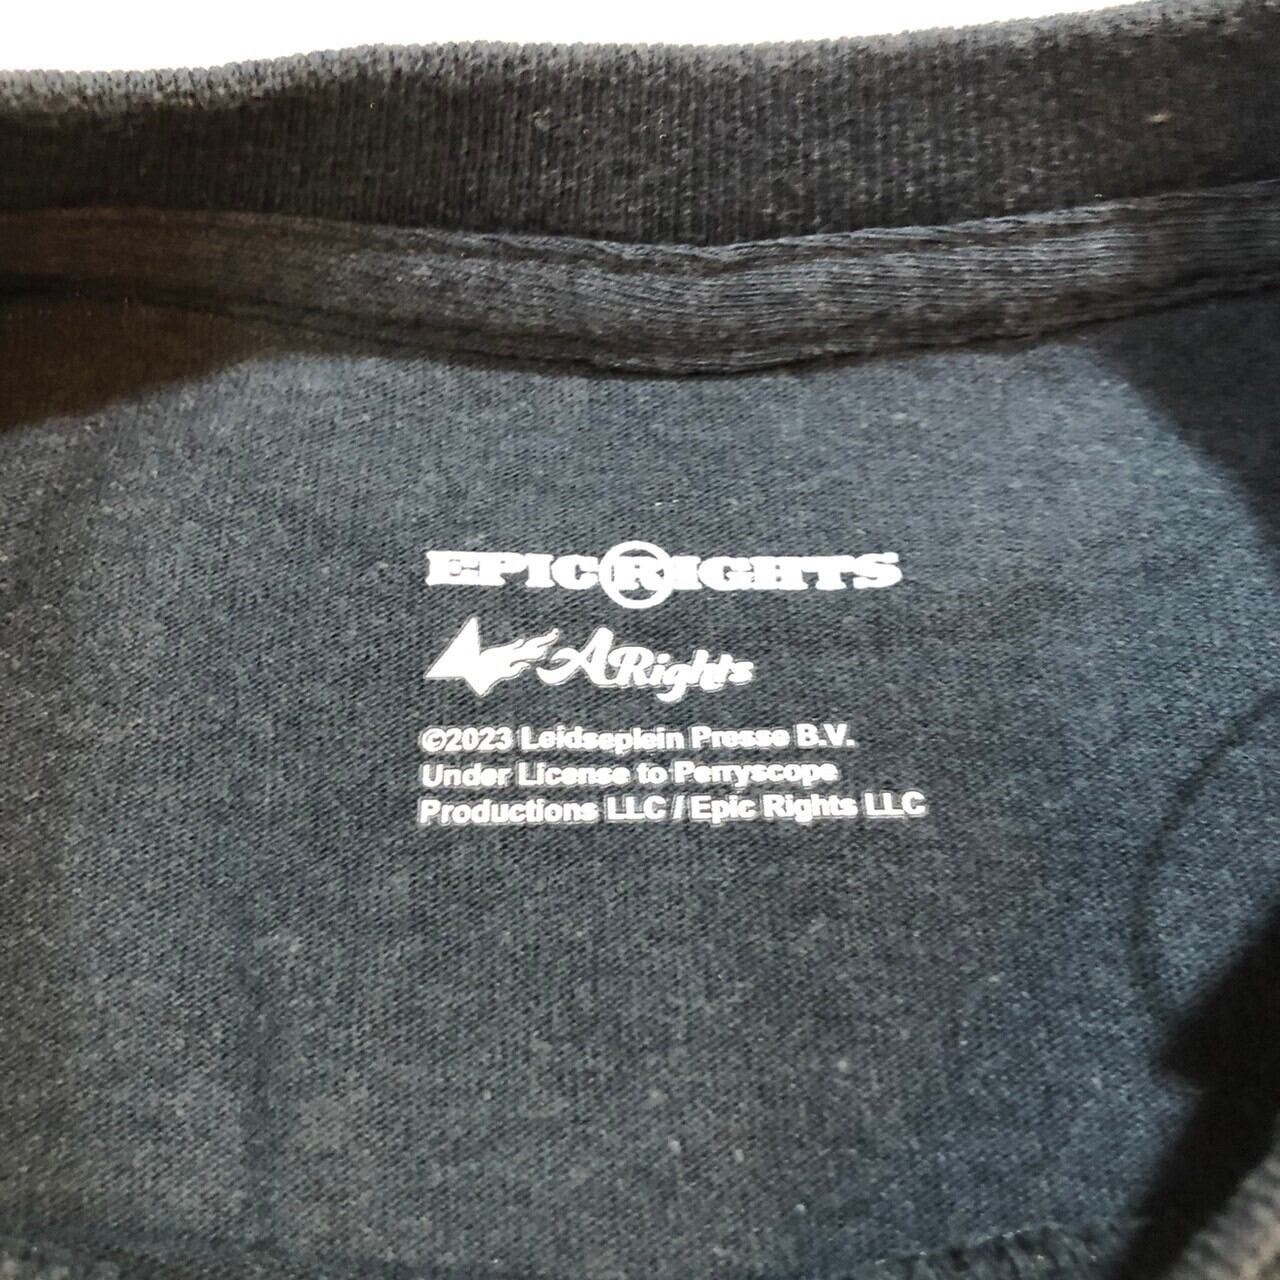 EPIC RIGHTS
ARights
©2023 Leidseplein Presse B.V.
Under License to Perryscope
Productions LLC / Epic Rights LLC